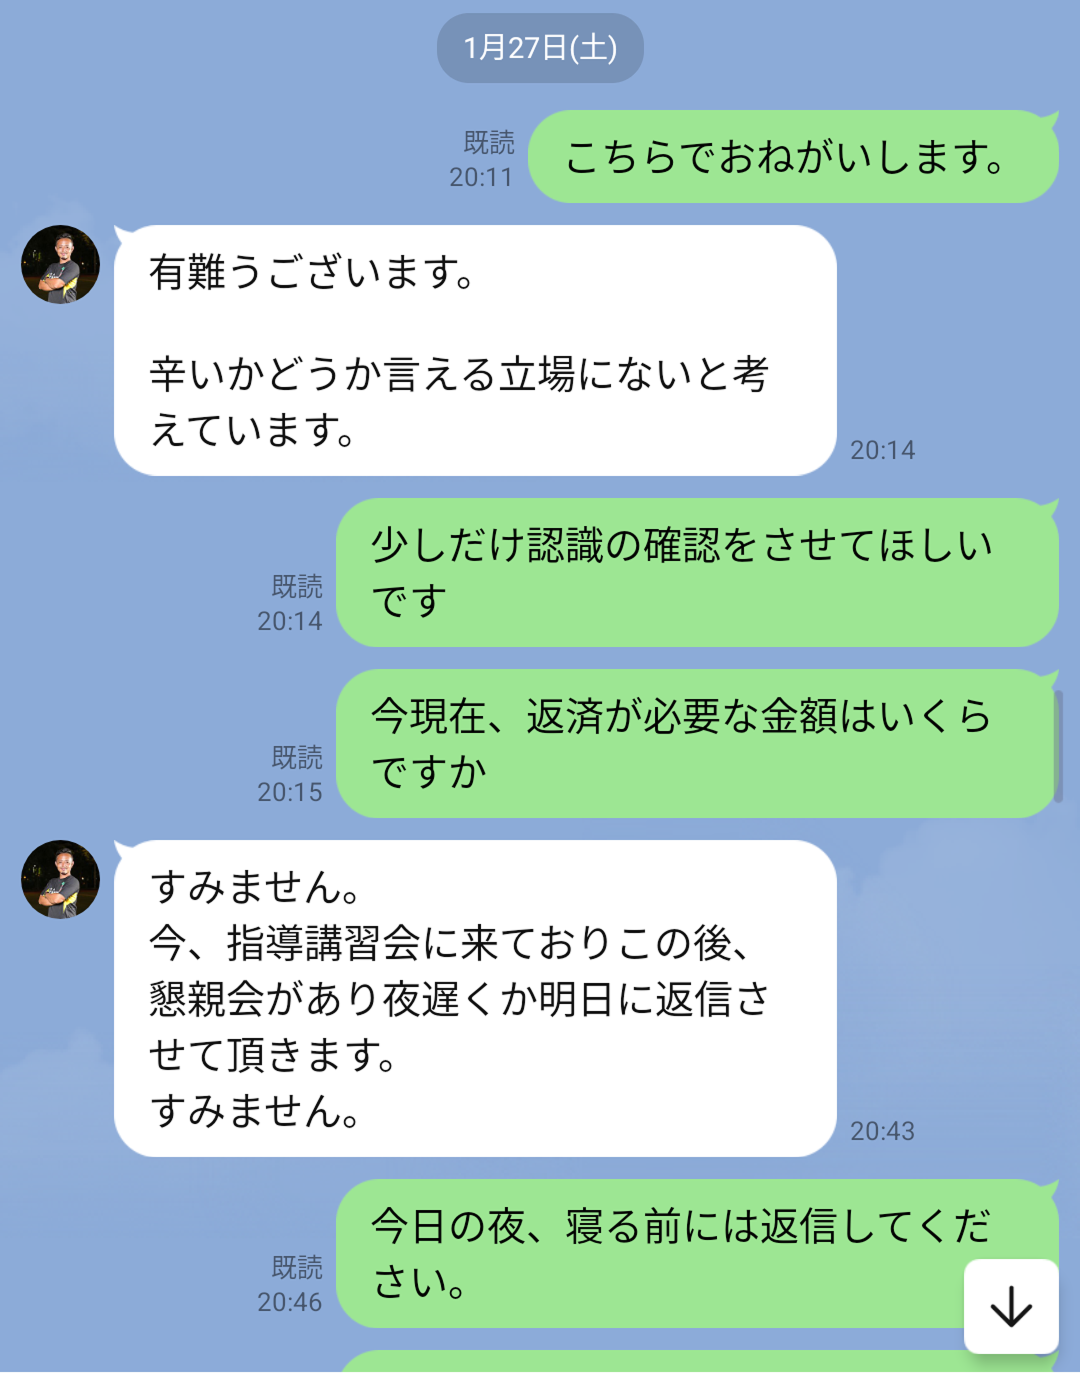 1月27日(土)
こちらでおねがいします。
既読
20:11
有難うございます。
辛いかどうか言える立場にないと考
えています。
20:14
少しだけ認識の確認をさせてほしい
です
既読
20:14
今現在、返済が必要な金額はいくら
ですか
既読
20:15
すみません。
今、指導講習会に来ておりこの後、
懇親会があり夜遅くか明日に返信さ
せて頂きます。
すみません。
20:43
今日の夜、寝る前には返信してくだ
さい。
既読
20:46